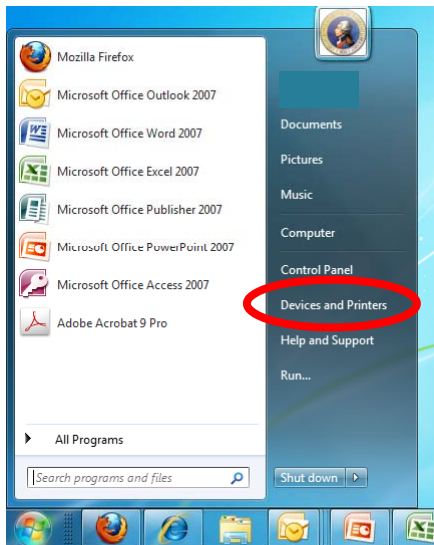 Mozilla Firefox
Microsoft Office Outlook 2007
Microsoft Office Word 2007
Microsoft Office Excel 2007
Microsoft Office Publisher 2007
Microsoft Office PowerPoint 2007
Microsoft Office Access 2007
Adobe Acrobat 9 Pro
All Programs
Search programs and files
Documents
Pictures
Music
Computer
Control Panel
Devices and Printers
Help and Support
Run...
Shut down